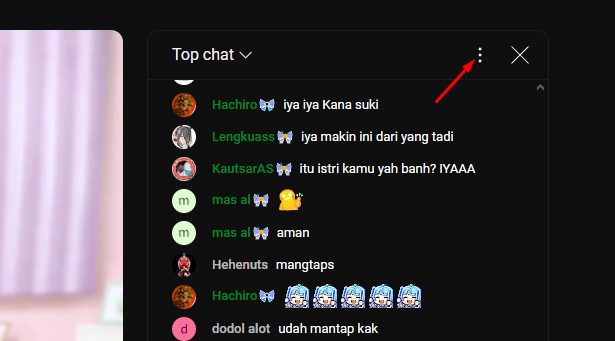 Top chat
Hachiro iya iya Kana suki
Lengkuass iya makin ini dari yang tadi
KautsarAS itu istri kamu yah banh? IYAAA
m mas al
m mas al aman
Hehenuts mangtaps
Hachiro
d dodol alot udah mantap kak